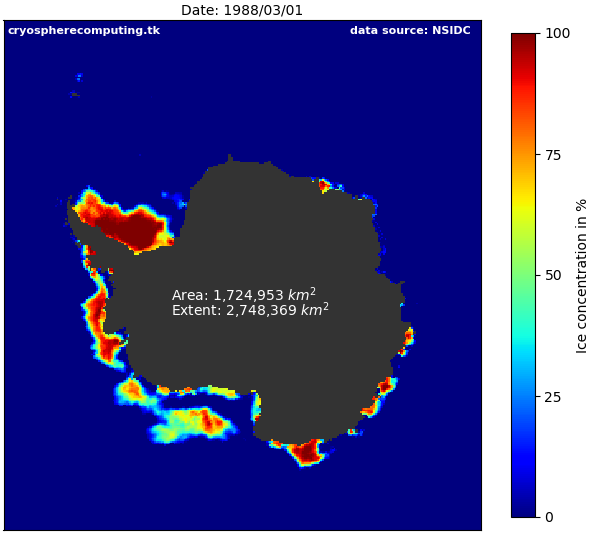 Date: 1988/03/01
cryospherecomputing.tk
data source: NSIDC
Area: 1,724,953 km²
Extent: 2,748,369 km²
100
75
50
25
0
Ice concentration in %